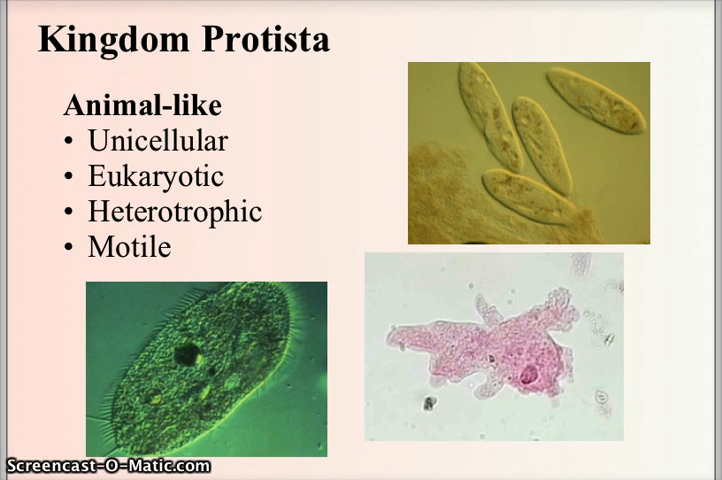 Kingdom Protista
Animal-like
• Unicellular
• Eukaryotic
• Heterotrophic
• Motile
Screencast-O-Matic.com